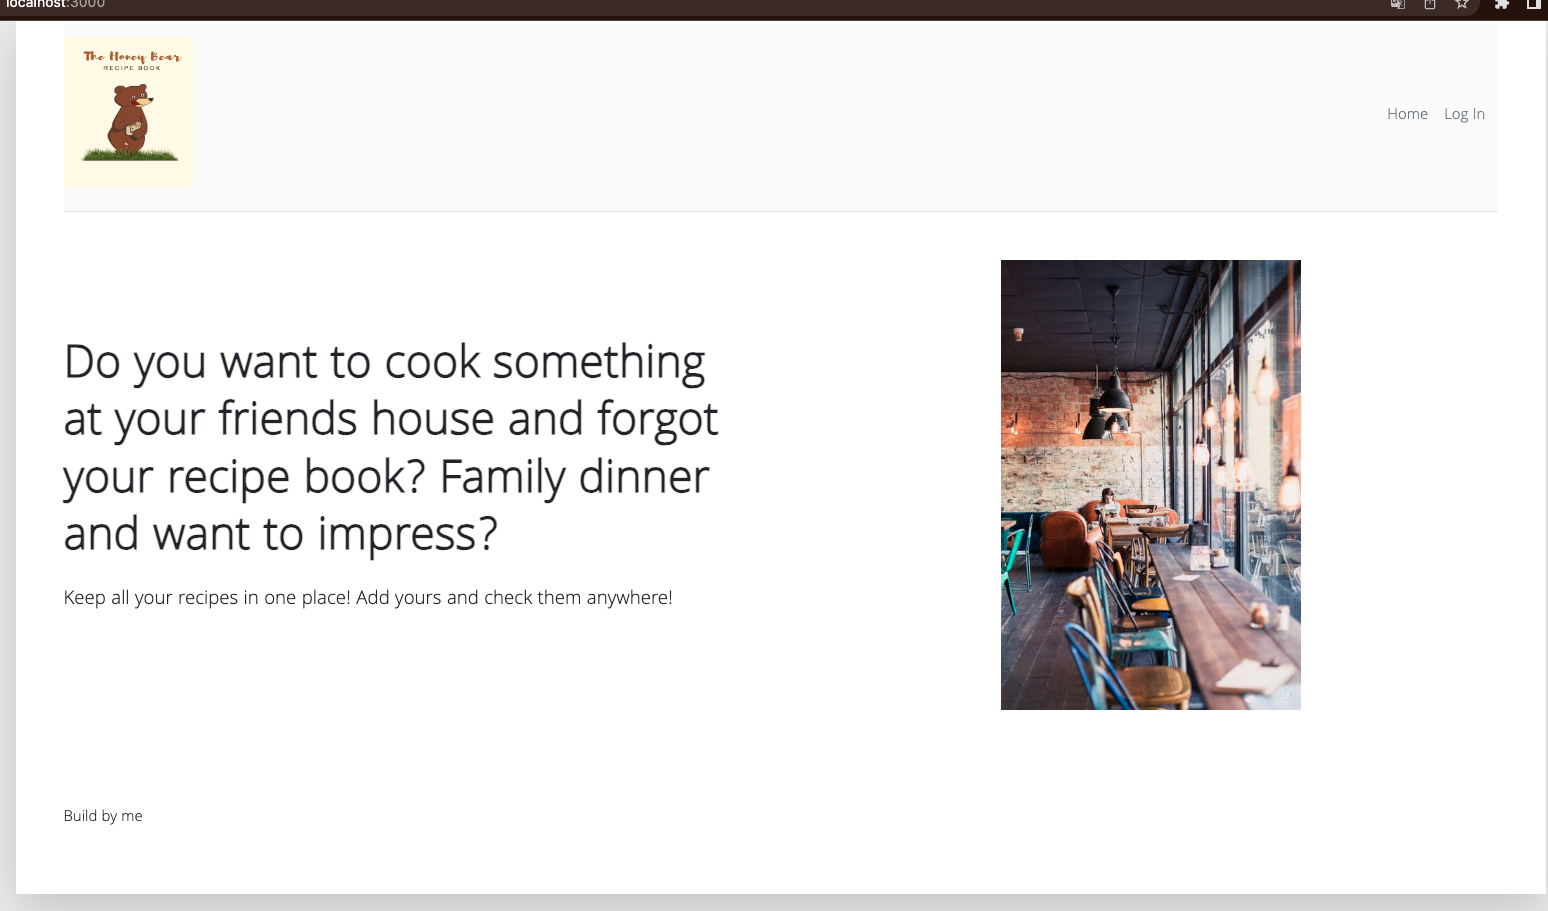 localhost:3000
The Honey Bear
RECIPE BOOK
Home Log In
Do you want to cook something
at your friends house and forgot
your recipe book? Family dinner
and want to impress?
Keep all your recipes in one place! Add yours and check them anywhere!
Build by me